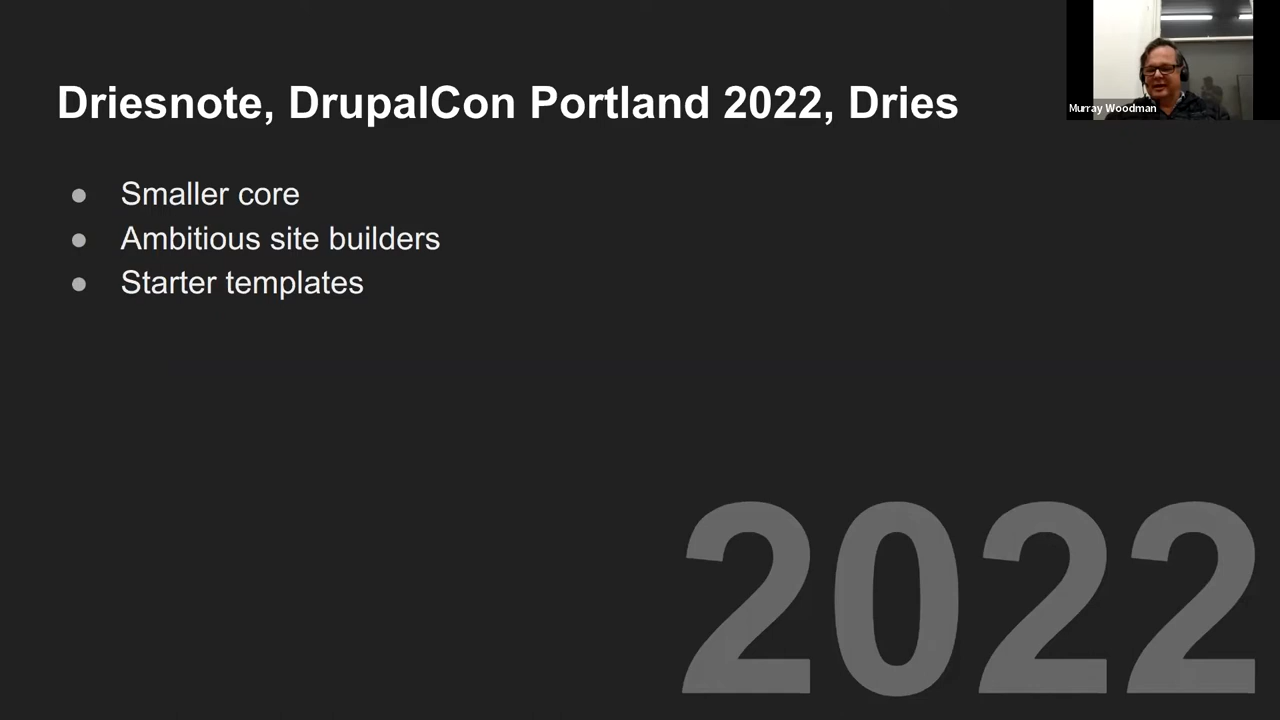 Driesnote, DrupalCon Portland 2022, Dries
Murray Woodman
● Smaller core
● Ambitious site builders
● Starter templates
2022